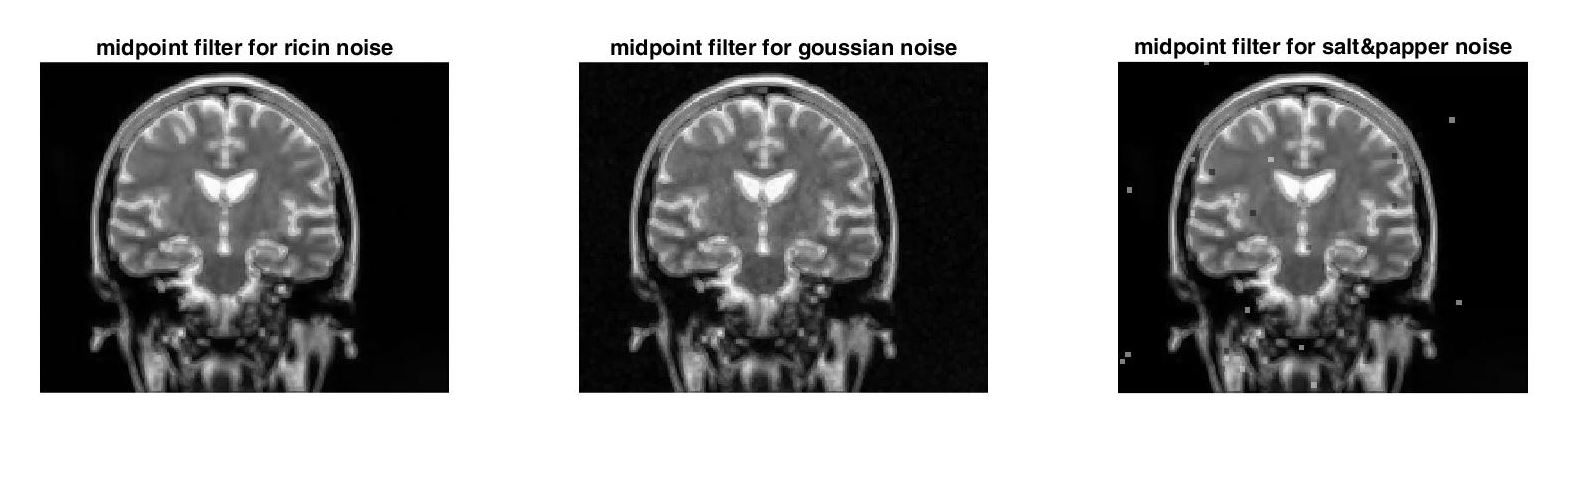 midpoint filter for ricin noise
midpoint filter for goussian noise
midpoint filter for salt&papper noise